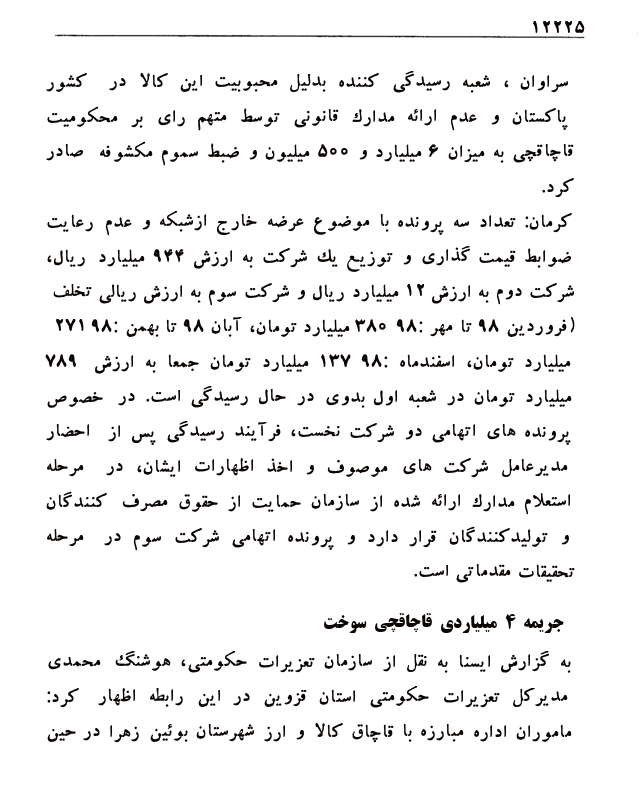 ۱۲۲۲۵
سراوان ، شعبه رسیدگی کننده بدلیل محبوبیت این کالا در کشور
پاکستان و عدم ارائه مدارك قانونی توسط متهم رای بر محکومیت
قاچاقچی به میزان ۶ میلیارد و ۵۰۰ میلیون و ضبط سموم مکشوفه صادر
کرد.
کرمان: تعداد سه پرونده با موضوع عرضه خارج ازشبکه و عدم رعایت
ضوابط قیمت گذاری و توزیع یك شرکت به ارزش ۹۴۴ میلیارد ریال،
شرکت دوم به ارزش ۱۲ میلیارد ریال و شرکت سوم به ارزش ریالی تخلف
(فروردین ۹۸ تا مهر ۹۸: ۳۸۰ میلیارد تومان، آبان ۹۸ تا بهمن ۹۸: ۲۷۱
میلیارد تومان، اسفندماه ۹۸: ۱۳۷ میلیارد تومان جمعا به ارزش ۷۸۹
میلیارد تومان در شعبه اول بدوی در حال رسیدگی است. در خصوص
پرونده های اتهامی دو شرکت نخست، فرآیند رسیدگی پس از احضار
مدیرعامل شرکت های موصوف و اخذ اظهارات ایشان، در مرحله
استعلام مدارك ارائه شده از سازمان حمایت از حقوق مصرف کنندگان
و تولیدکنندگان قرار دارد و پرونده اتهامی شرکت سوم در مرحله
تحقیقات مقدماتی است.
جریمه ۴ میلیاردی قاچاقچی سوخت
به گزارش ایسنا به نقل از سازمان تعزیرات حکومتی، هوشنگ محمدی
مدیرکل تعزیرات حکومتی استان قزوین در این رابطه اظهار کرد:
ماموران اداره مبارزه با قاچاق کالا و ارز شهرستان بوئین زهرا در حین